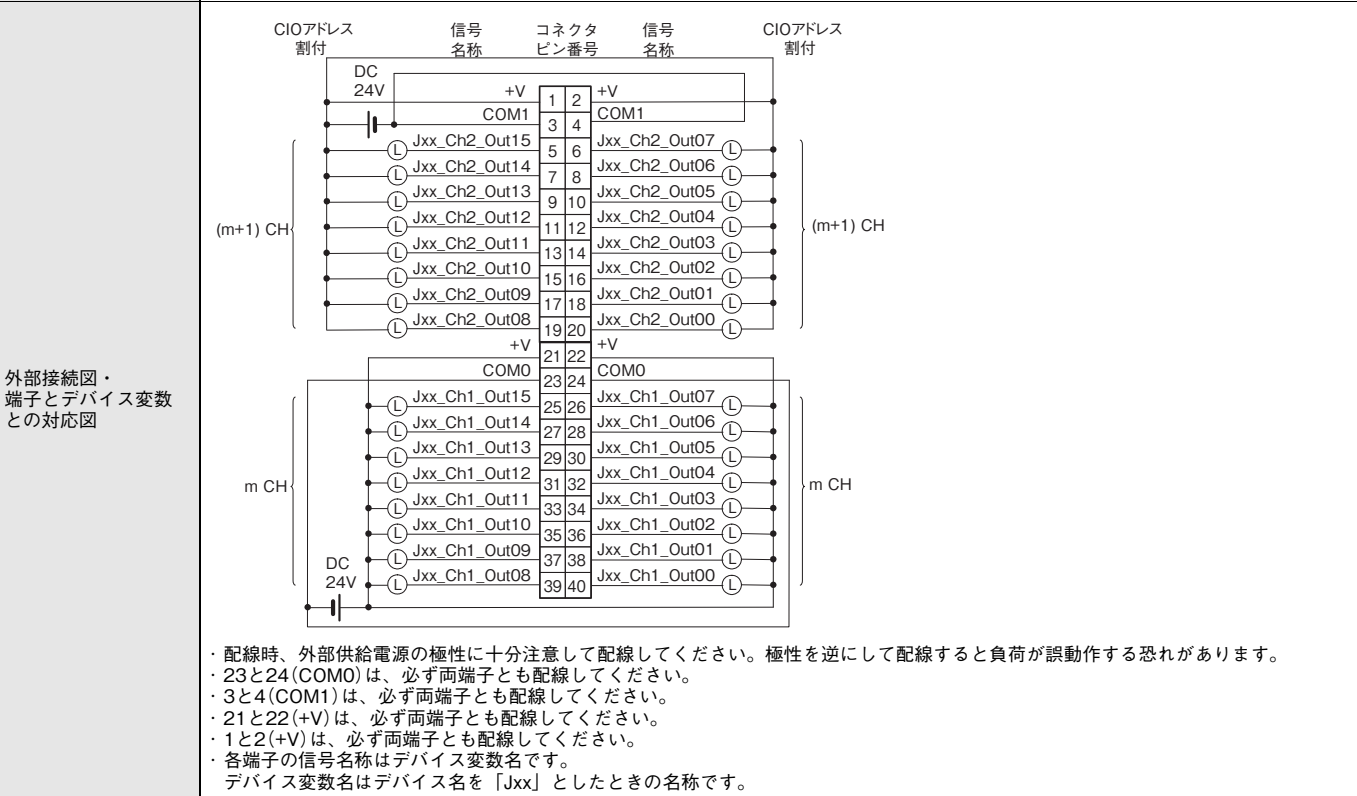 CIOアドレス 割付
信号 名称
コネクタ ピン番号
信号 名称
CIOアドレス 割付
DC
24V
+V 1 2 +V
COM1 3 4 COM1
L Jxx_Ch2_Out15 5 6 Jxx_Ch2_Out07 L
L Jxx_Ch2_Out14 7 8 Jxx_Ch2_Out06 L
L Jxx_Ch2_Out13 9 10 Jxx_Ch2_Out05 L
(m+1) CH L Jxx_Ch2_Out12 11 12 Jxx_Ch2_Out04 L (m+1) CH
L Jxx_Ch2_Out11 13 14 Jxx_Ch2_Out03 L
L Jxx_Ch2_Out10 15 16 Jxx_Ch2_Out02 L
L Jxx_Ch2_Out09 17 18 Jxx_Ch2_Out01 L
L Jxx_Ch2_Out08 19 20 Jxx_Ch2_Out00 L
+V 21 22 +V
COM0 23 24 COM0
L Jxx_Ch1_Out15 25 26 Jxx_Ch1_Out07 L
L Jxx_Ch1_Out14 27 28 Jxx_Ch1_Out06 L
L Jxx_Ch1_Out13 29 30 Jxx_Ch1_Out05 L
m CH L Jxx_Ch1_Out12 31 32 Jxx_Ch1_Out04 L m CH
L Jxx_Ch1_Out11 33 34 Jxx_Ch1_Out03 L
L Jxx_Ch1_Out10 35 36 Jxx_Ch1_Out02 L
L Jxx_Ch1_Out09 37 38 Jxx_Ch1_Out01 L
L Jxx_Ch1_Out08 39 40 Jxx_Ch1_Out00 L
DC
24V
外部接続図・
端子とデバイス変数
との対応図
・配線時、外部供給電源の極性に十分注意して配線してください。極性を逆にして配線すると負荷が誤動作する恐れがあります。
・23と24(COM0)は、必ず両端子とも配線してください。
・3と4(COM1)は、必ず両端子とも配線してください。
・21と22(+V)は、必ず両端子とも配線してください。
・1と2(+V)は、必ず両端子とも配線してください。
・各端子の信号名称はデバイス変数名です。
デバイス変数名はデバイス名を「Jxx」としたときの名称です。